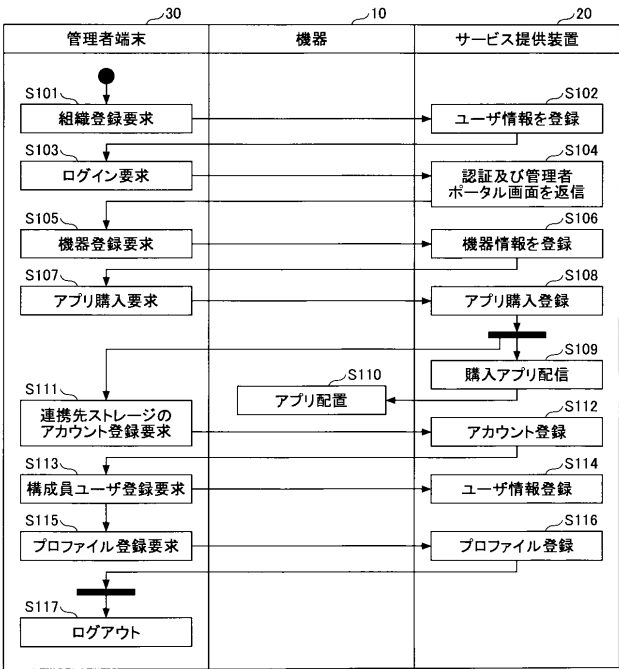 30
10
20
管理者端末
機器
サービス提供装置
S101
組織登録要求
S102
ユーザ情報を登録
S103
ログイン要求
S104
認証及び管理者
ポータル画面を返信
S105
機器登録要求
S106
機器情報を登録
S107
アプリ購入要求
S108
アプリ購入登録
S109
購入アプリ配信
S110
アプリ配置
S111
連携先ストレージの
アカウント登録要求
S112
アカウント登録
S113
構成員ユーザ登録要求
S114
ユーザ情報登録
S115
プロファイル登録要求
S116
プロファイル登録
S117
ログアウト